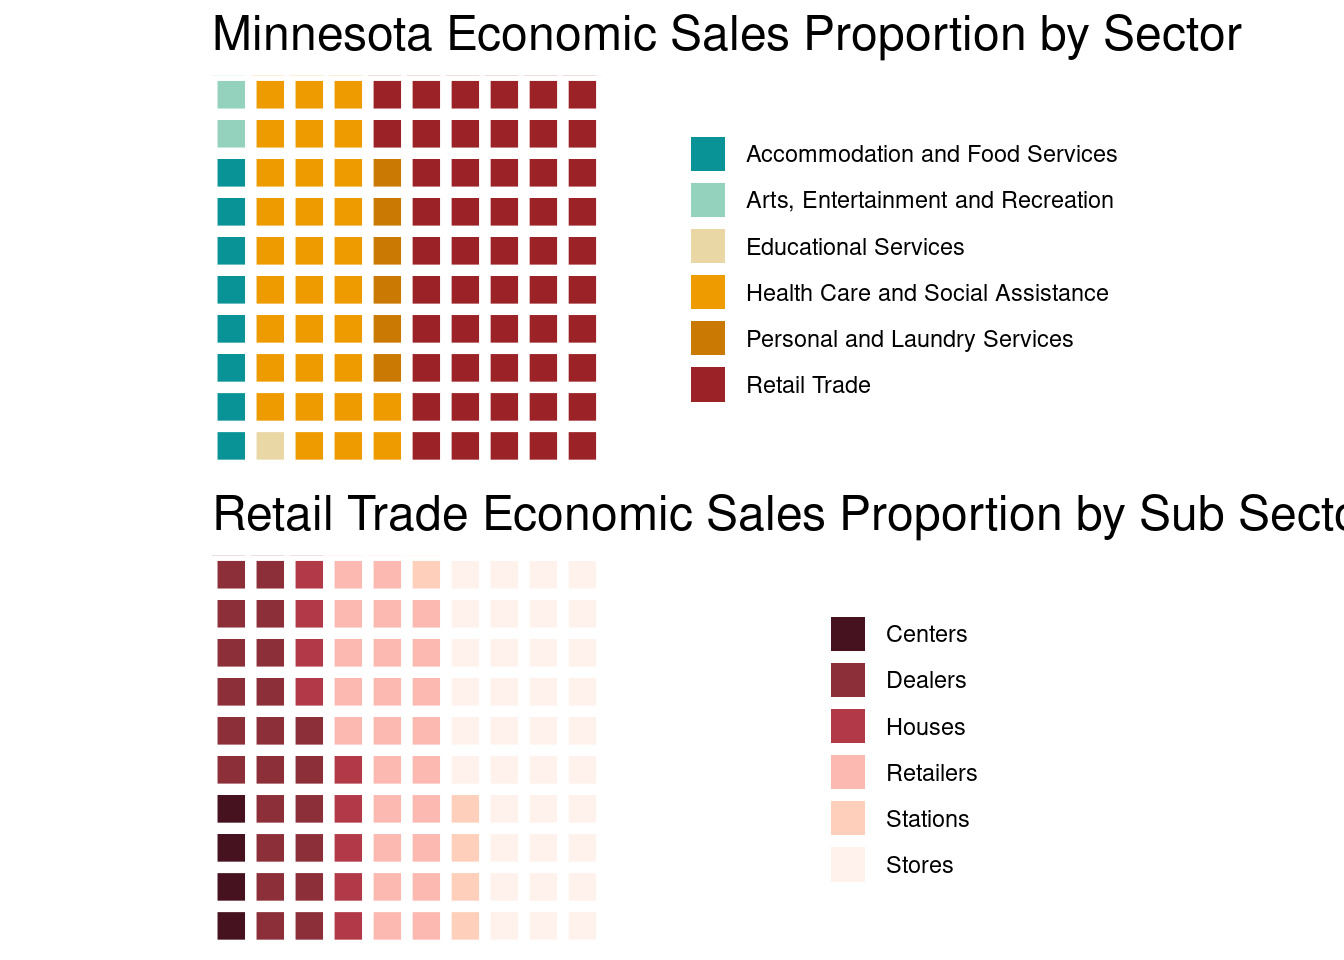 Minnesota Economic Sales Proportion by Sector
Accommodation and Food Services
Arts, Entertainment and Recreation
Educational Services
Health Care and Social Assistance
Personal and Laundry Services
Retail Trade
Retail Trade Economic Sales Proportion by Sub Secto
Centers
Dealers
Houses
Retailers
Stations
Stores